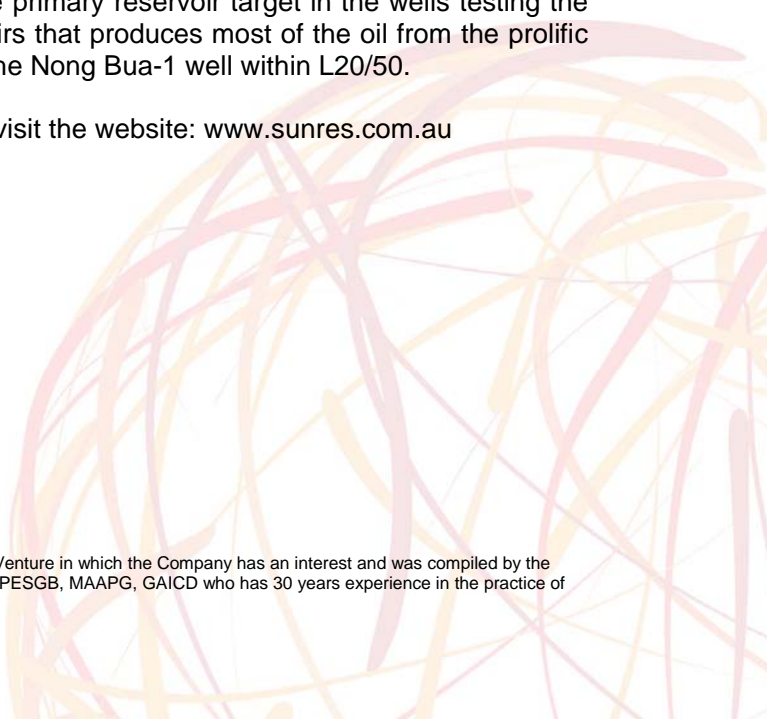 e primary reservoir target in the wells testing the
irs that produces most of the oil from the prolific
he Nong Bua-1 well within L20/50.
visit the website: www.sunres.com.au
Venture in which the Company has an interest and was compiled by the
PESGB, MAAPG, GAICD who has 30 years experience in the practice of